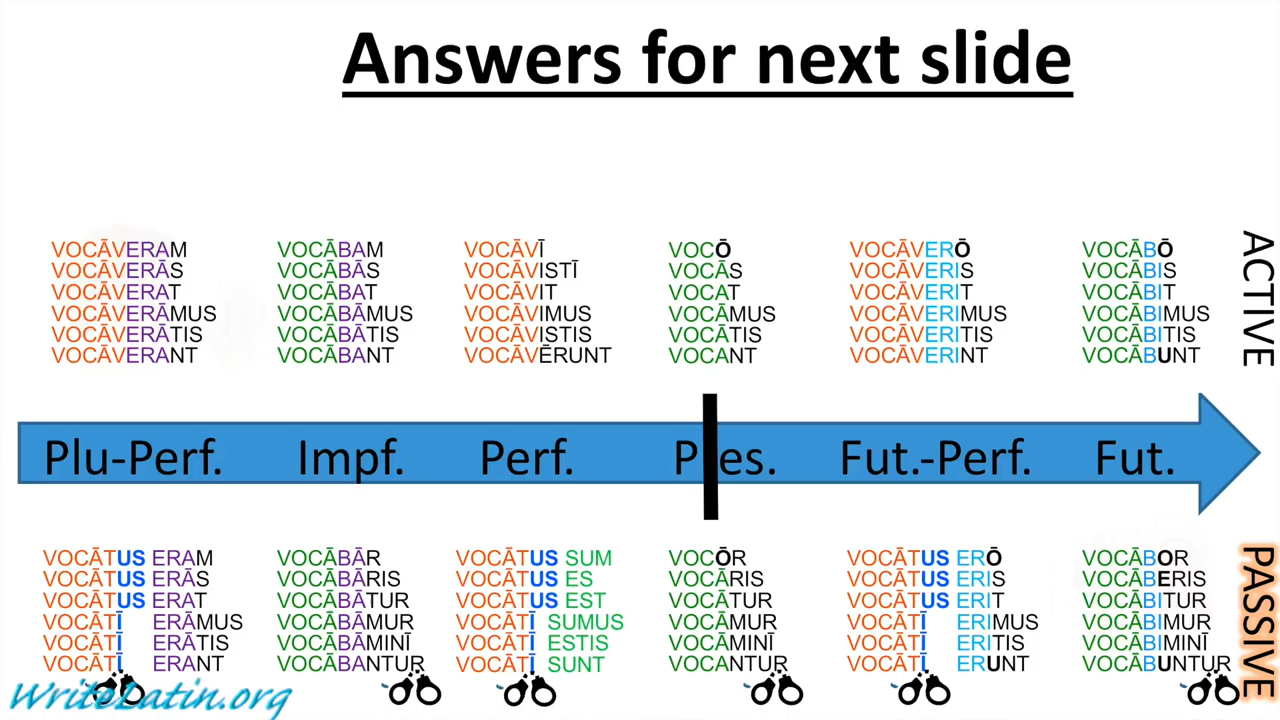 Answers for next slide
VOCĀVERAM
VOCĀVERĀS
VOCĀVERAT
VOCĀVERĀMUS
VOCĀVERĀTIS
VOCĀVERANT
VOCĀBAM
VOCĀBĀS
VOCĀBAT
VOCĀBĀMUS
VOCĀBĀTIS
VOCĀBANT
VOCĀVĪ
VOCĀVISTĪ
VOCĀVIT
VOCĀVIMUS
VOCĀVISTIS
VOCĀVĒRUNT
VOCŌ
VOCĀS
VOCAT
VOCĀMUS
VOCĀTIS
VOCANT
VOCĀVERŌ
VOCĀVERIS
VOCĀVERIT
VOCĀVERIMUS
VOCĀVERITIS
VOCĀVERINT
VOCĀBŌ
VOCĀBIS
VOCĀBIT
VOCĀBIMUS
VOCĀBITIS
VOCĀBUNT
ACTIVE
Plu-Perf. Impf. Perf. Pres. Fut.-Perf. Fut.
VOCĀTUS ERAM
VOCĀTUS ERĀS
VOCĀTUS ERAT
VOCĀTĪ ERĀMUS
VOCĀTĪ ERĀTIS
VOCĀTĪ ERANT
VOCĀBĀR
VOCĀBĀRIS
VOCĀBĀTUR
VOCĀBĀMUR
VOCĀBĀMINĪ
VOCĀBANTUR
VOCĀTUS SUM
VOCĀTUS ES
VOCĀTUS EST
VOCĀTĪ SUMUS
VOCĀTĪ ESTIS
VOCĀTĪ SUNT
VOCŌR
VOCĀRIS
VOCĀTUR
VOCĀMUR
VOCĀMINĪ
VOCANTUR
VOCĀTUS ERŌ
VOCĀTUS ERIS
VOCĀTUS ERIT
VOCĀTĪ ERIMUS
VOCĀTĪ ERITIS
VOCĀTĪ ERUNT
VOCĀBOR
VOCĀBERIS
VOCĀBITUR
VOCĀBIMUR
VOCĀBIMINĪ
VOCĀBUNTUR
PASSIVE
WriteLatin.org